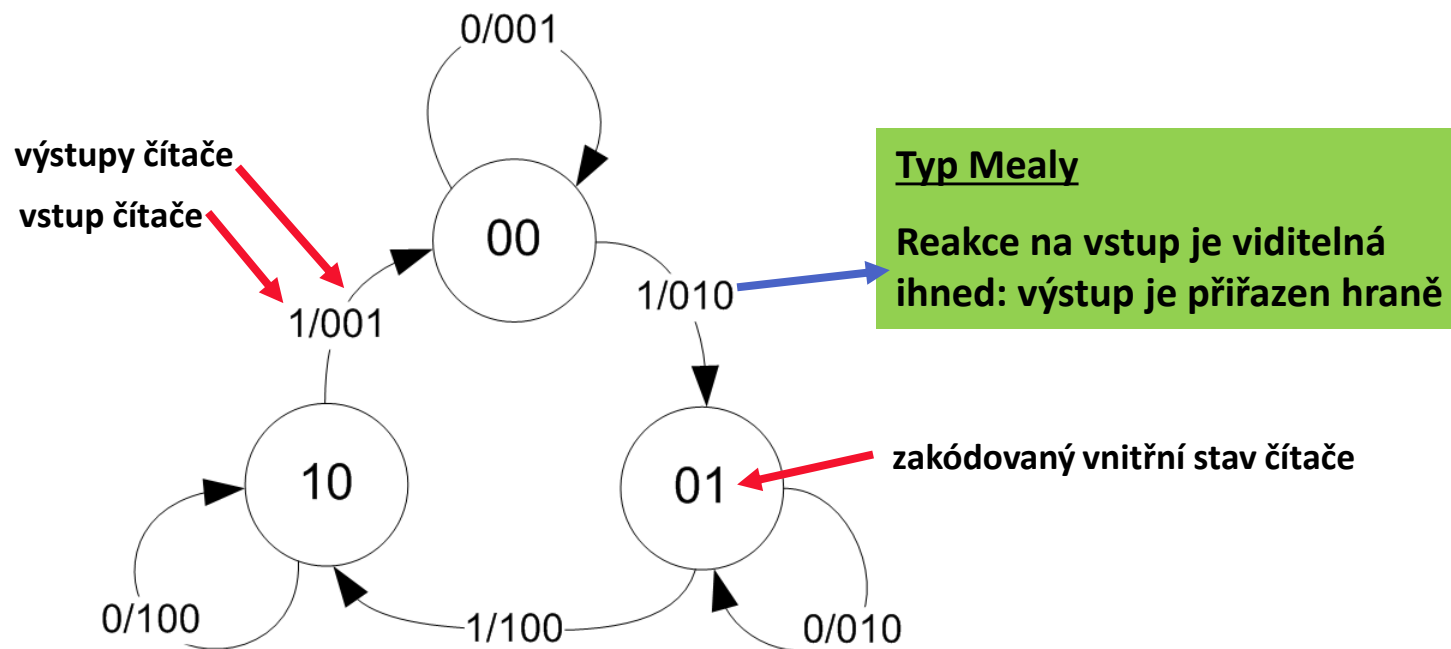 0/001
výstupy čítače
vstup čítače
Typ Mealy
Reakce na vstup je viditelná
ihned: výstup je přiřazen hraně
00
1/010
1/001
10
01
zakódovaný vnitřní stav čítače
0/100
1/100
0/010